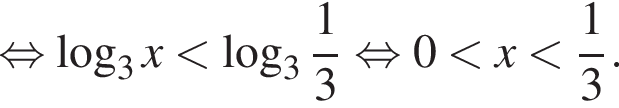 ⇔ log₃ x < log₃ 1/3 ⇔ 0 < x < 1/3.